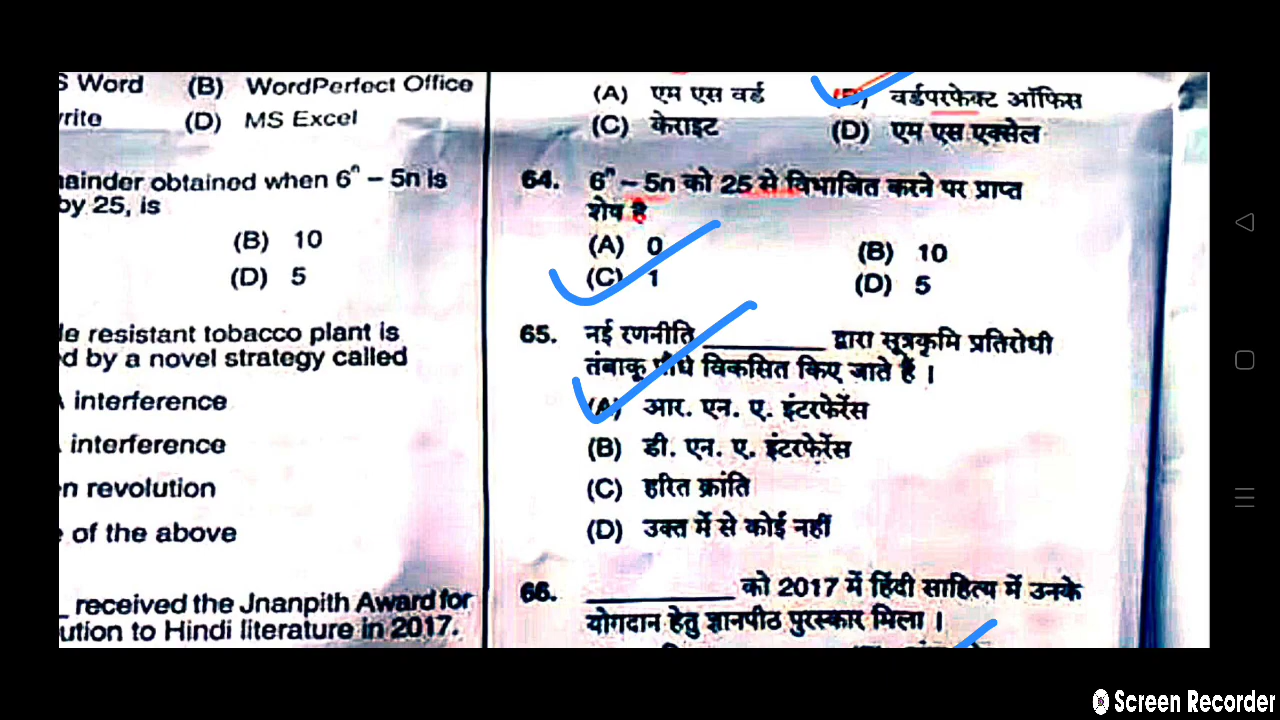 S Word (B) WordPerfect Office
rite (D) MS Excel
ainder obtained when 6ⁿ – 5n is
by 25, is
(B) 10
(D) 5
le resistant tobacco plant is
d by a novel strategy called
interference
interference
n revolution
of the above
received the Jnanpith Award for
ution to Hindi literature in 2017.
(A) एम एस वर्ड (B) वर्डपरफेक्ट ऑफिस
(C) केराइट (D) एम एस एक्सेल
64. 6ⁿ – 5n को 25 से विभाजित करने पर प्राप्त
शेष है
(A) 0 (B) 10
(C) 1 (D) 5
65. नई रणनीति ________ द्वारा सूत्रकृमि प्रतिरोधी
तंबाकू पौधे विकसित किए जाते हैं ।
(A) आर. एन. ए. इंटरफेरेंस
(B) डी. एन. ए. इंटरफेरेंस
(C) हरित क्रांति
(D) उक्त में से कोई नहीं
66. ________ को 2017 में हिंदी साहित्य में उनके
योगदान हेतु ज्ञानपीठ पुरस्कार मिला ।
Screen Recorder